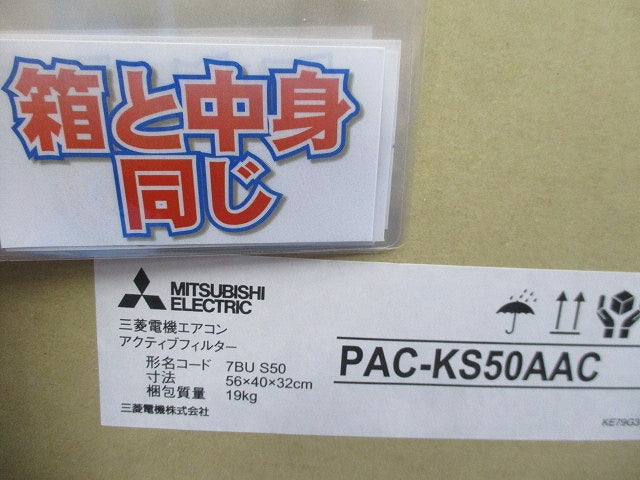 箱と中身
同じ
MITSUBISHI
ELECTRIC
三菱電機エアコン
アクティブフィルター
形名コード 7BU S50
寸法 56×40×32cm
梱包質量 19kg
三菱電機株式会社
PAC-KS50AAC
KE79G3